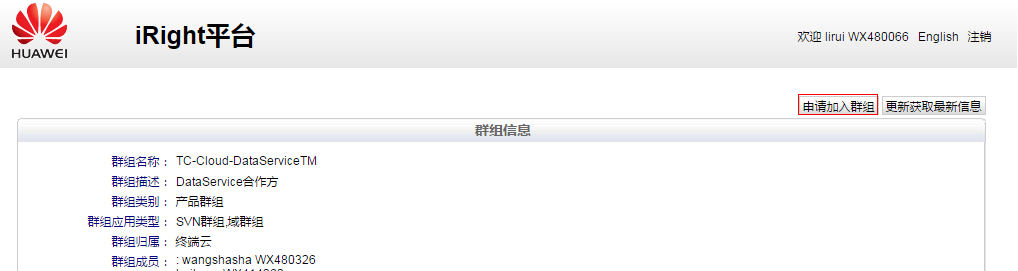 HUAWEI
iRight平台
欢迎 lirui WX480066 English 注销
申请加入群组 更新获取最新信息
群组信息
群组名称： TC-Cloud-DataServiceTM
群组描述： DataService合作方
群组类别： 产品群组
群组应用类型： SVN群组,域群组
群组归属： 终端云
群组成员： : wangshasha WX480326